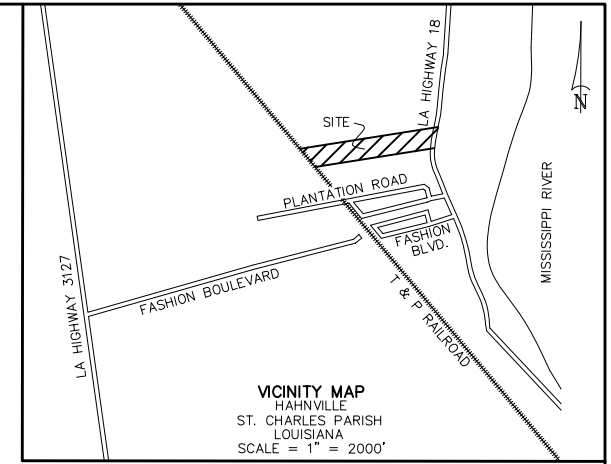 LA HIGHWAY 18
N
SITE
PLANTATION ROAD
FASHION
BLVD.
MISSISSIPPI RIVER
LA HIGHWAY 3127
FASHION BOULEVARD
T & P RAILROAD
VICINITY MAP
HAHNVILLE
ST. CHARLES PARISH
LOUISIANA
SCALE = 1" = 2000'